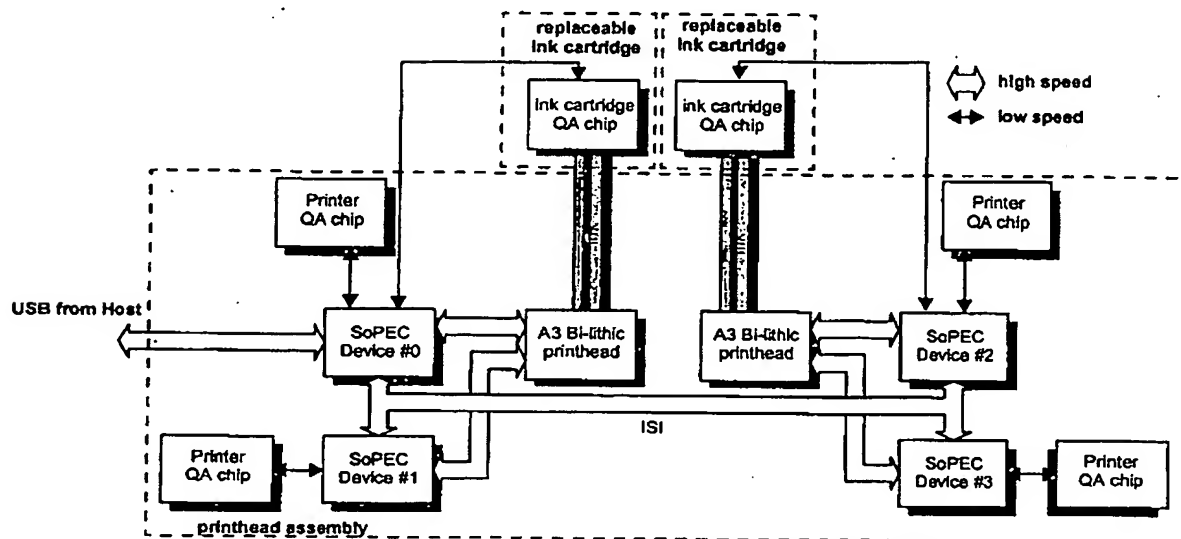 replaceable
ink cartridge
replaceable
ink cartridge
ink cartridge
QA chip
ink cartridge
QA chip
high speed
low speed
Printer
QA chip
Printer
QA chip
USB from Host
SoPEC
Device #0
A3 Bi-lithic
printhead
A3 Bi-lithic
printhead
SoPEC
Device #2
ISI
Printer
QA chip
SoPEC
Device #1
SoPEC
Device #3
Printer
QA chip
printhead assembly